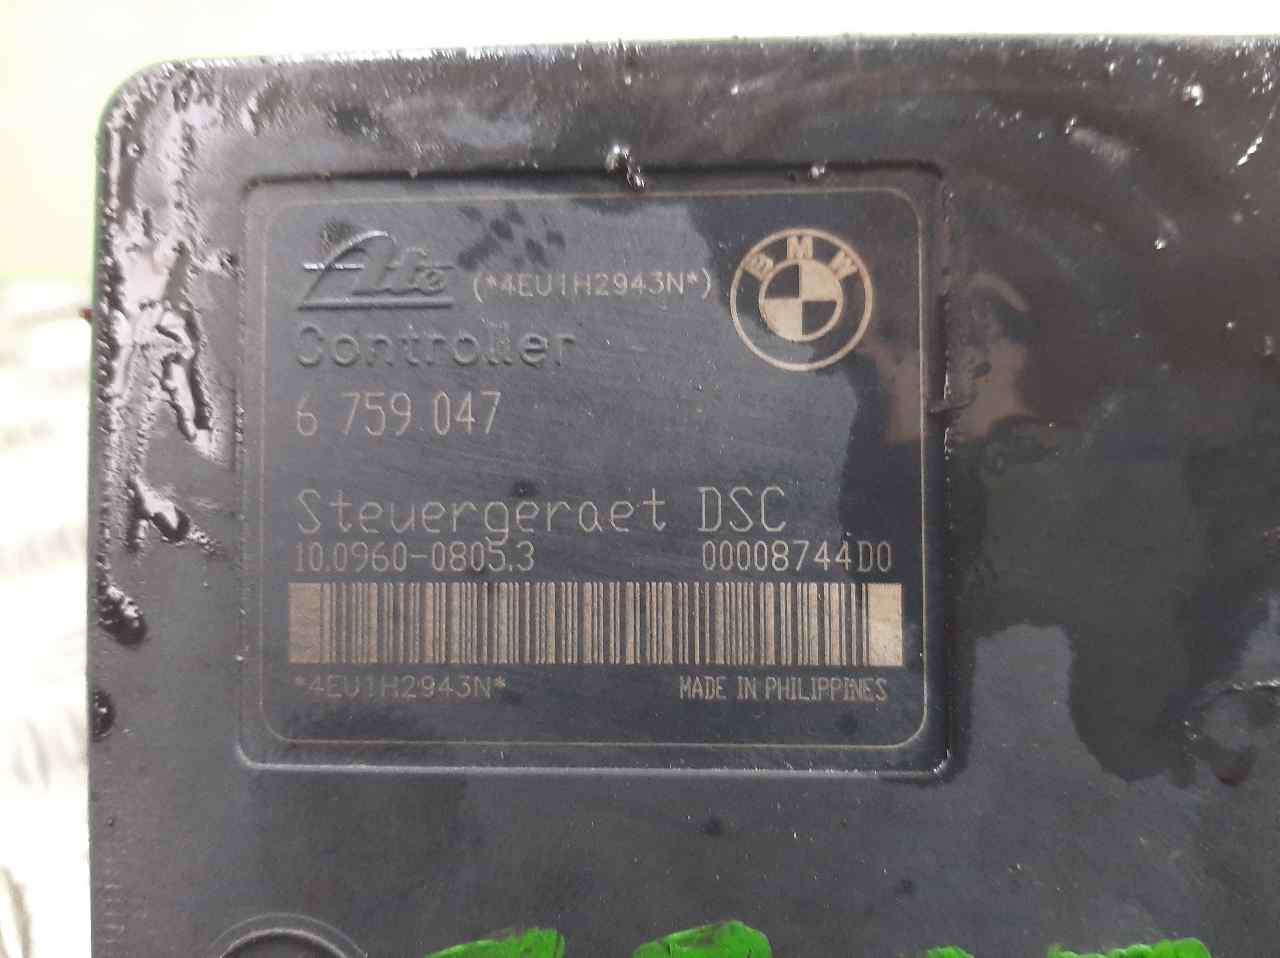 Ate (*4EU1H2943N*)
BMW
Controller
6 759 047
Steuergeraet DSC
10.0960-0805.3 00008744D0
*4EU1H2943N* MADE IN PHILIPPINES